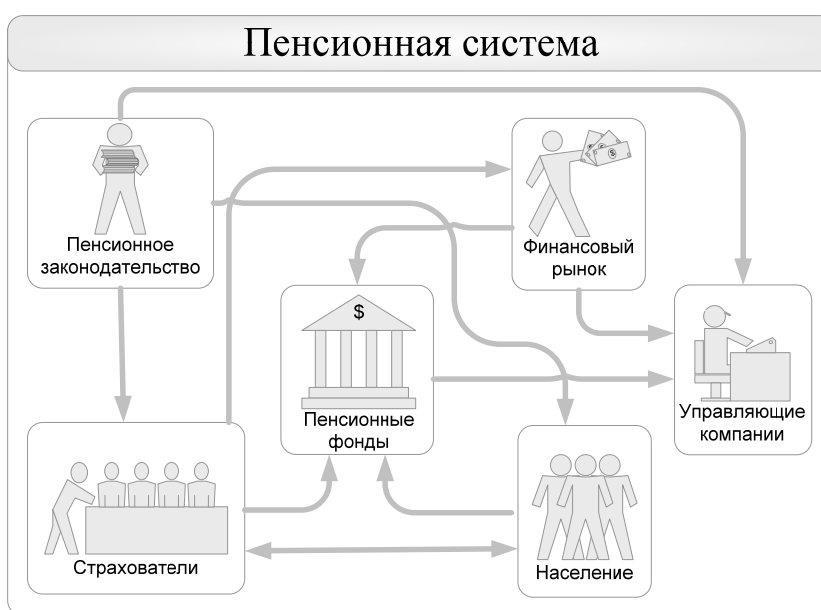 Пенсионная система
Пенсионное
законодательство
$
Финансовый
рынок
$
Пенсионные
фонды
Управляющие
компании
Страхователи
Население